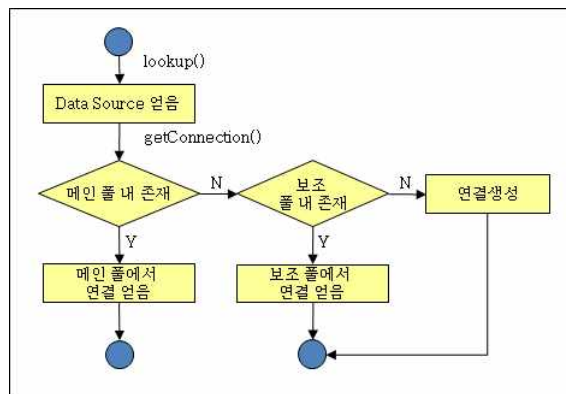 lookup()
Data Source 얻음
getConnection()
메인 풀 내 존재
N
보조
풀 내 존재
N
연결생성
Y
Y
메인 풀에서
연결 얻음
보조 풀에서
연결 얻음